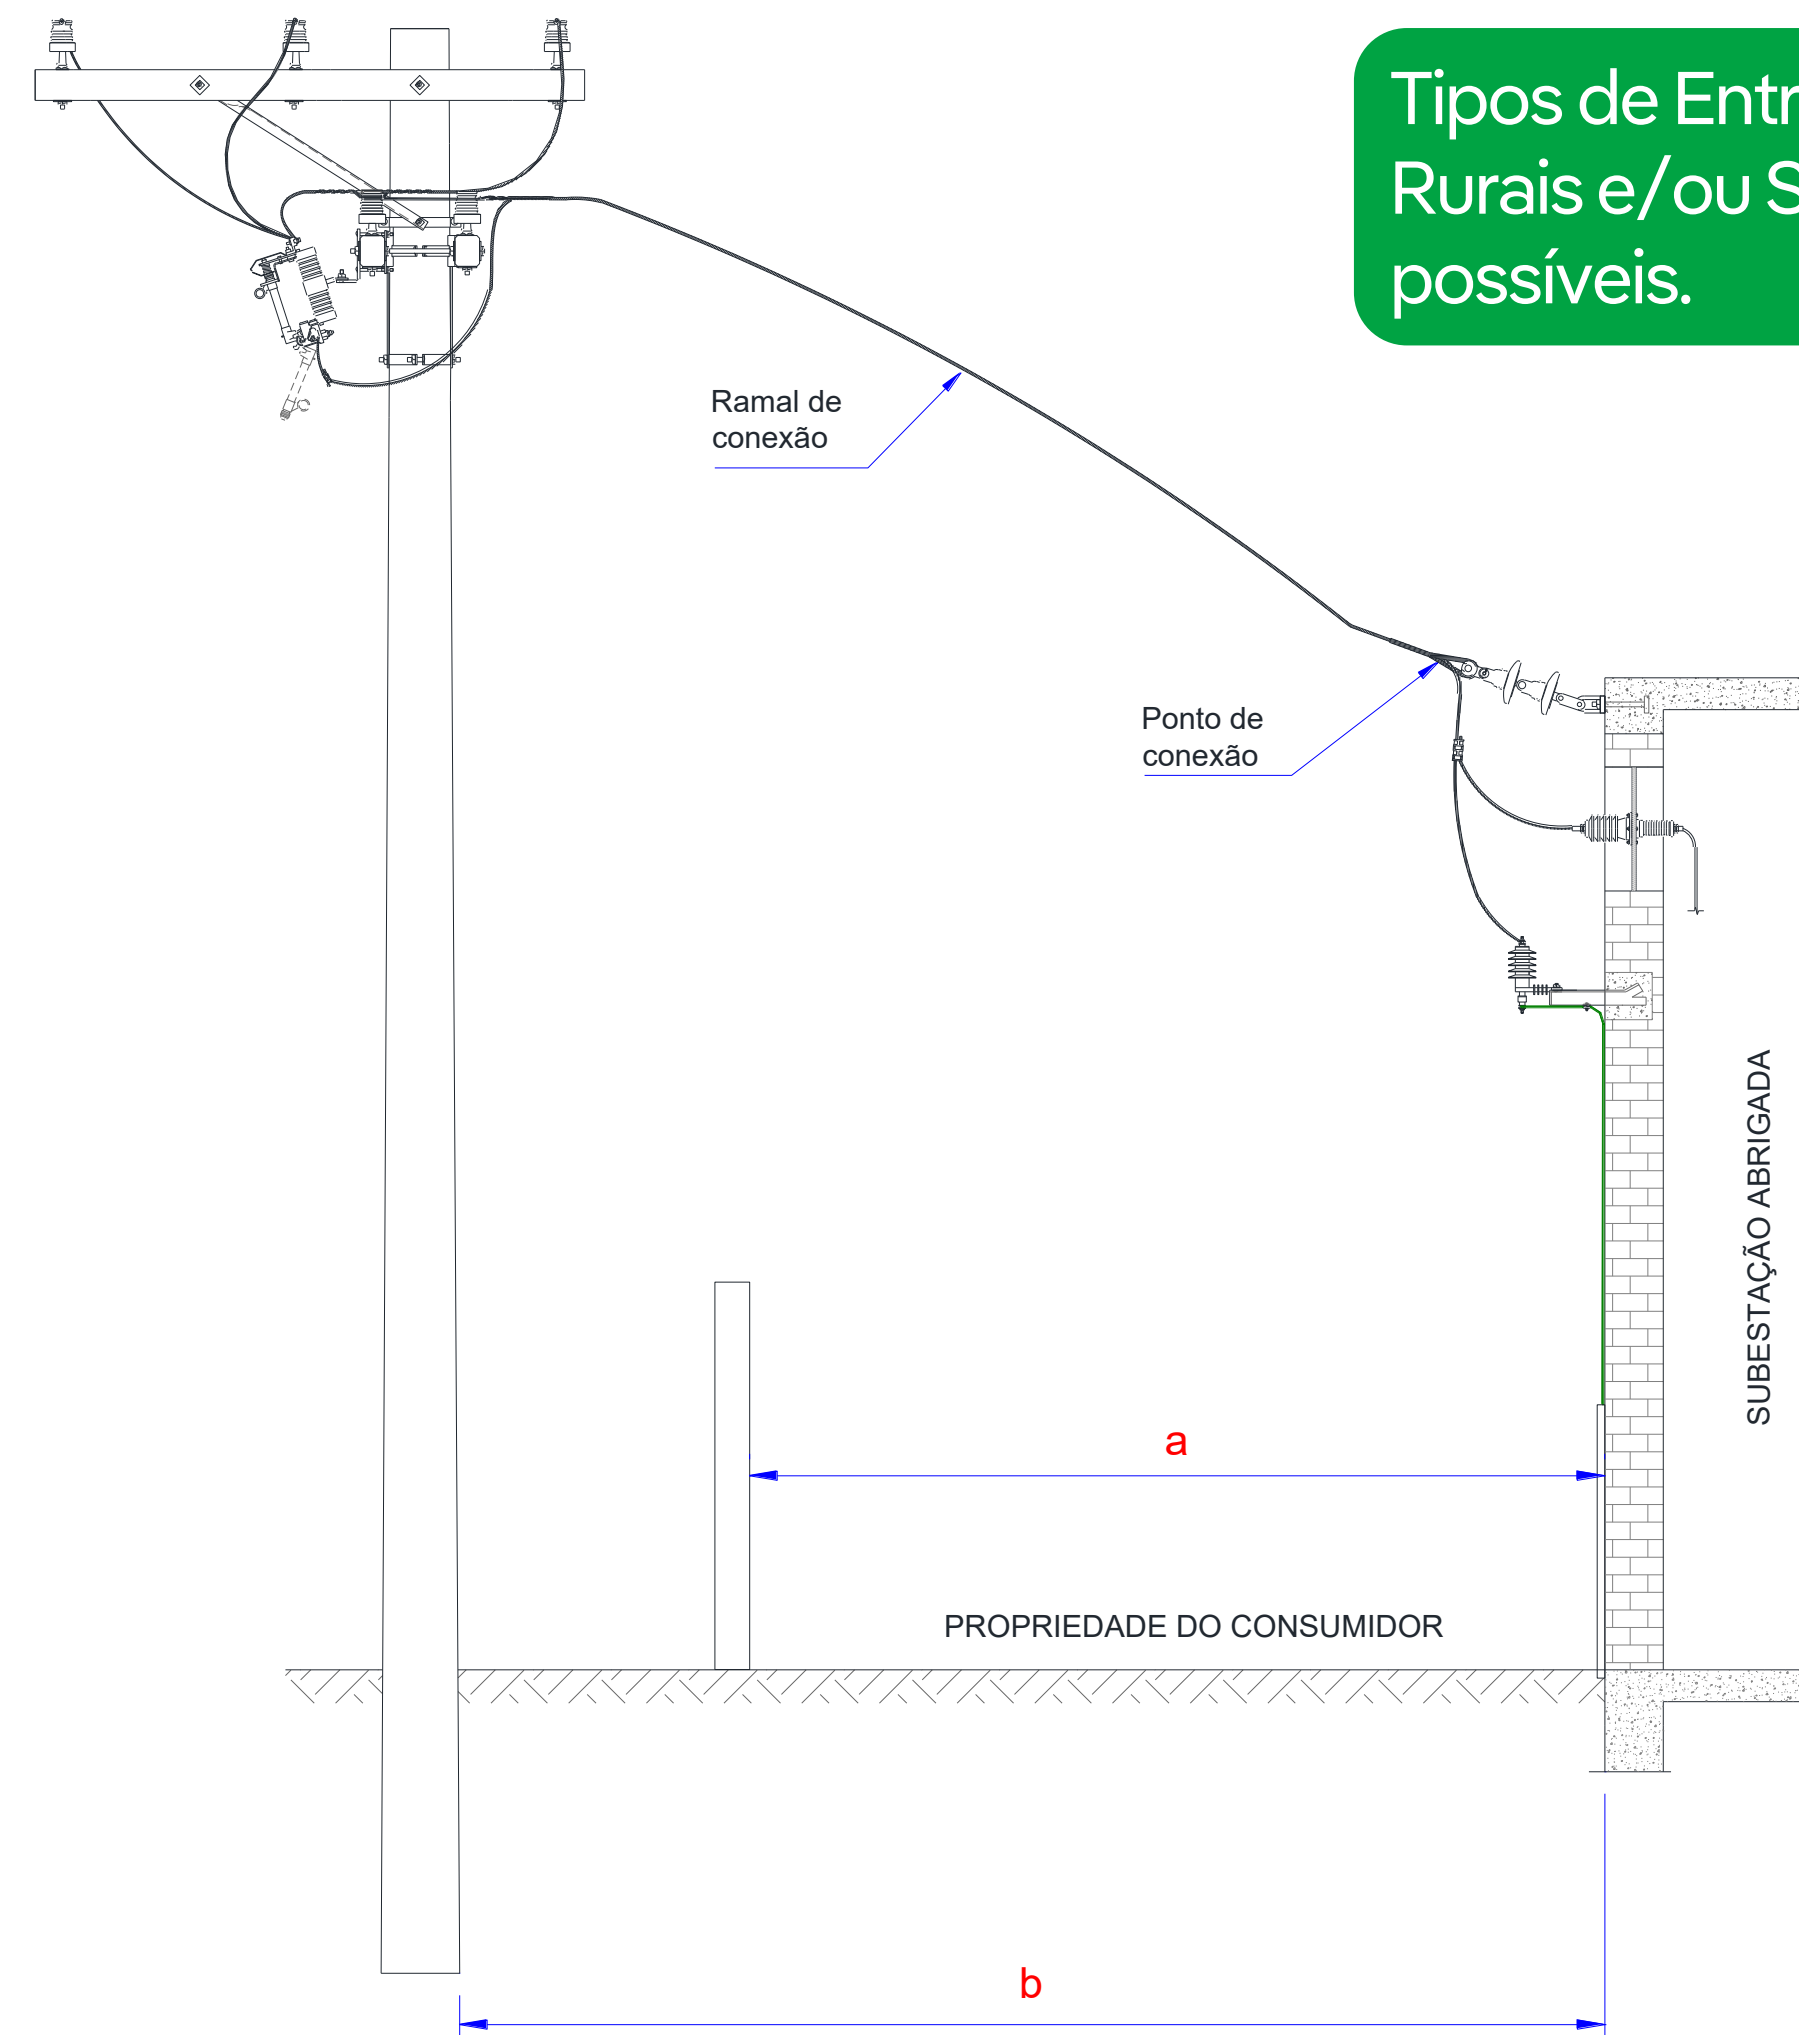 Tipos de Entr
Rurais e/ou S
possíveis.
Ramal de
conexão
Ponto de
conexão
SUBESTAÇÃO ABRIGADA
a
PROPRIEDADE DO CONSUMIDOR
b